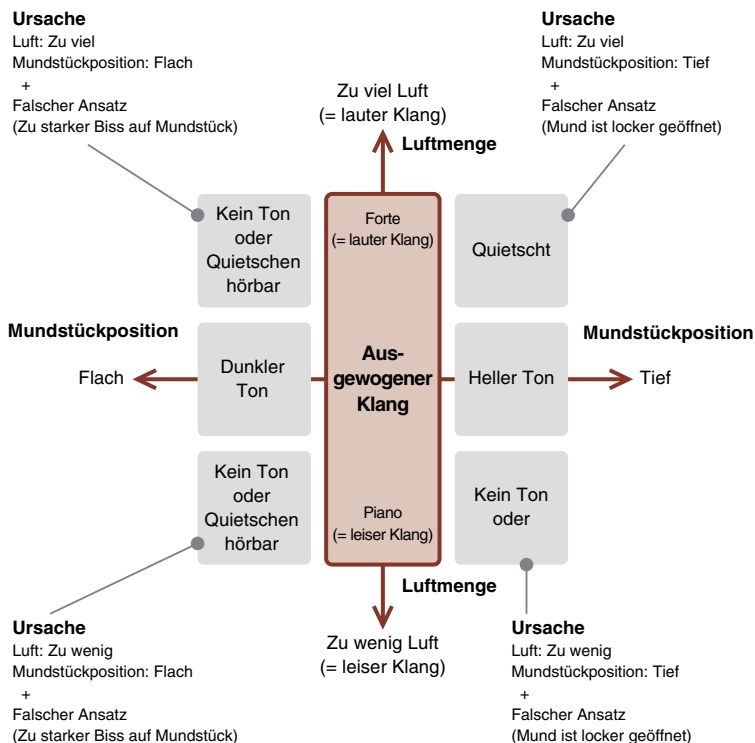 Ursache
Luft: Zu viel
Mundstückposition: Flach
+
Falscher Ansatz
(Zu starker Biss auf Mundstück)
Ursache
Luft: Zu viel
Mundstückposition: Tief
+
Falscher Ansatz
(Mund ist locker geöffnet)
Zu viel Luft
(= lauter Klang)
Luftmenge
Kein Ton
oder
Quietschen
hörbar
Forte
(= lauter Klang)
Quietscht
Mundstückposition
Flach
Dunkler
Ton
Aus-
gewogener
Klang
Heller Ton
Mundstückposition
Tief
Kein Ton
oder
Quietschen
hörbar
Piano
(= leiser Klang)
Kein Ton
oder
Luftmenge
Zu wenig Luft
(= leiser Klang)
Ursache
Luft: Zu wenig
Mundstückposition: Flach
+
Falscher Ansatz
(Zu starker Biss auf Mundstück)
Ursache
Luft: Zu wenig
Mundstückposition: Tief
+
Falscher Ansatz
(Mund ist locker geöffnet)